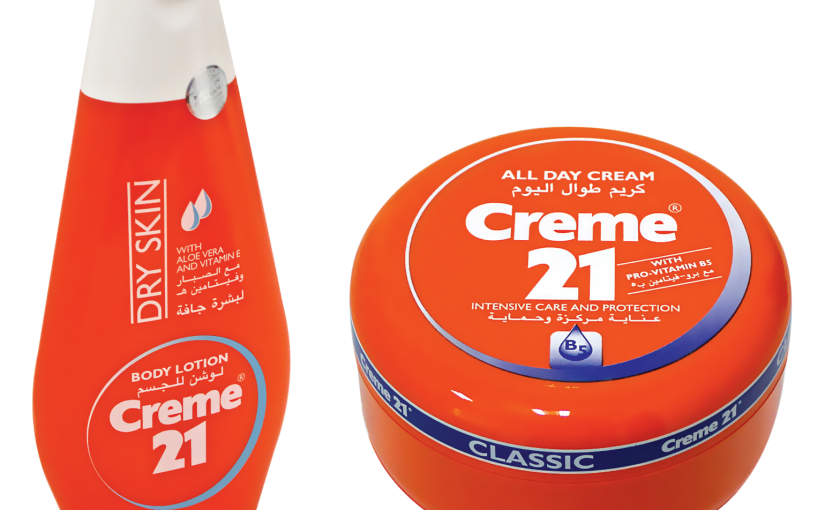 DRY SKIN
WITH
ALOE VERA
AND VITAMIN E
مع الصبار
وفيتامين هـ
لبشرة جافة
BODY LOTION
لوشن للجسم
Creme®
21
ALL DAY CREAM
كريم طوال اليوم
Creme®
21
WITH
PRO-VITAMIN B5
مع برو-فيتامين ب٥
INTENSIVE CARE AND PROTECTION
عناية مركزة وحماية
B5
Creme 21
CLASSIC
Creme 21